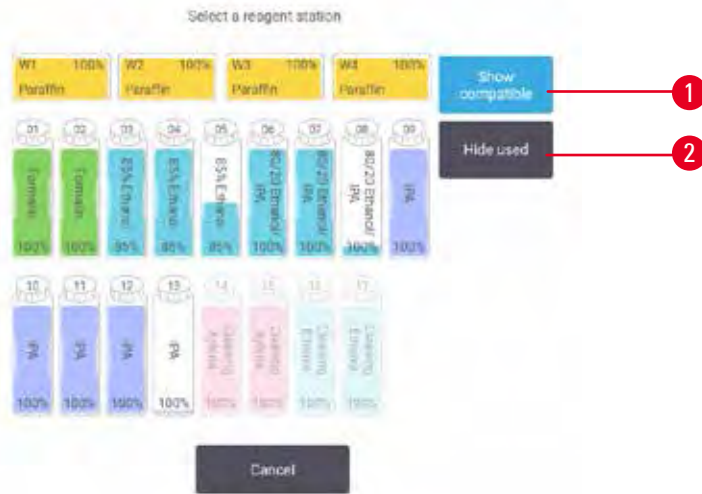 Select a reagent station
W1 100%
Paraffin
W2 100%
Paraffin
W3 100%
Paraffin
W4 100%
Paraffin
Show
compatible
1
01
Formalin
100%
02
Formalin
100%
03
85% Ethanol
85%
04
85% Ethanol
85%
05
85% Ethanol
85%
06
80/20 Ethanol/
IPA
100%
07
80/20 Ethanol/
IPA
100%
08
80/20 Ethanol/
IPA
100%
09
IPA
100%
Hide used
2
10
IPA
100%
11
IPA
100%
12
IPA
100%
13
IPA
100%
14
Cleaning
Xylene
100%
15
Cleaning
Xylene
100%
16
Cleaning
Ethanol
100%
17
Cleaning
Ethanol
100%
Cancel